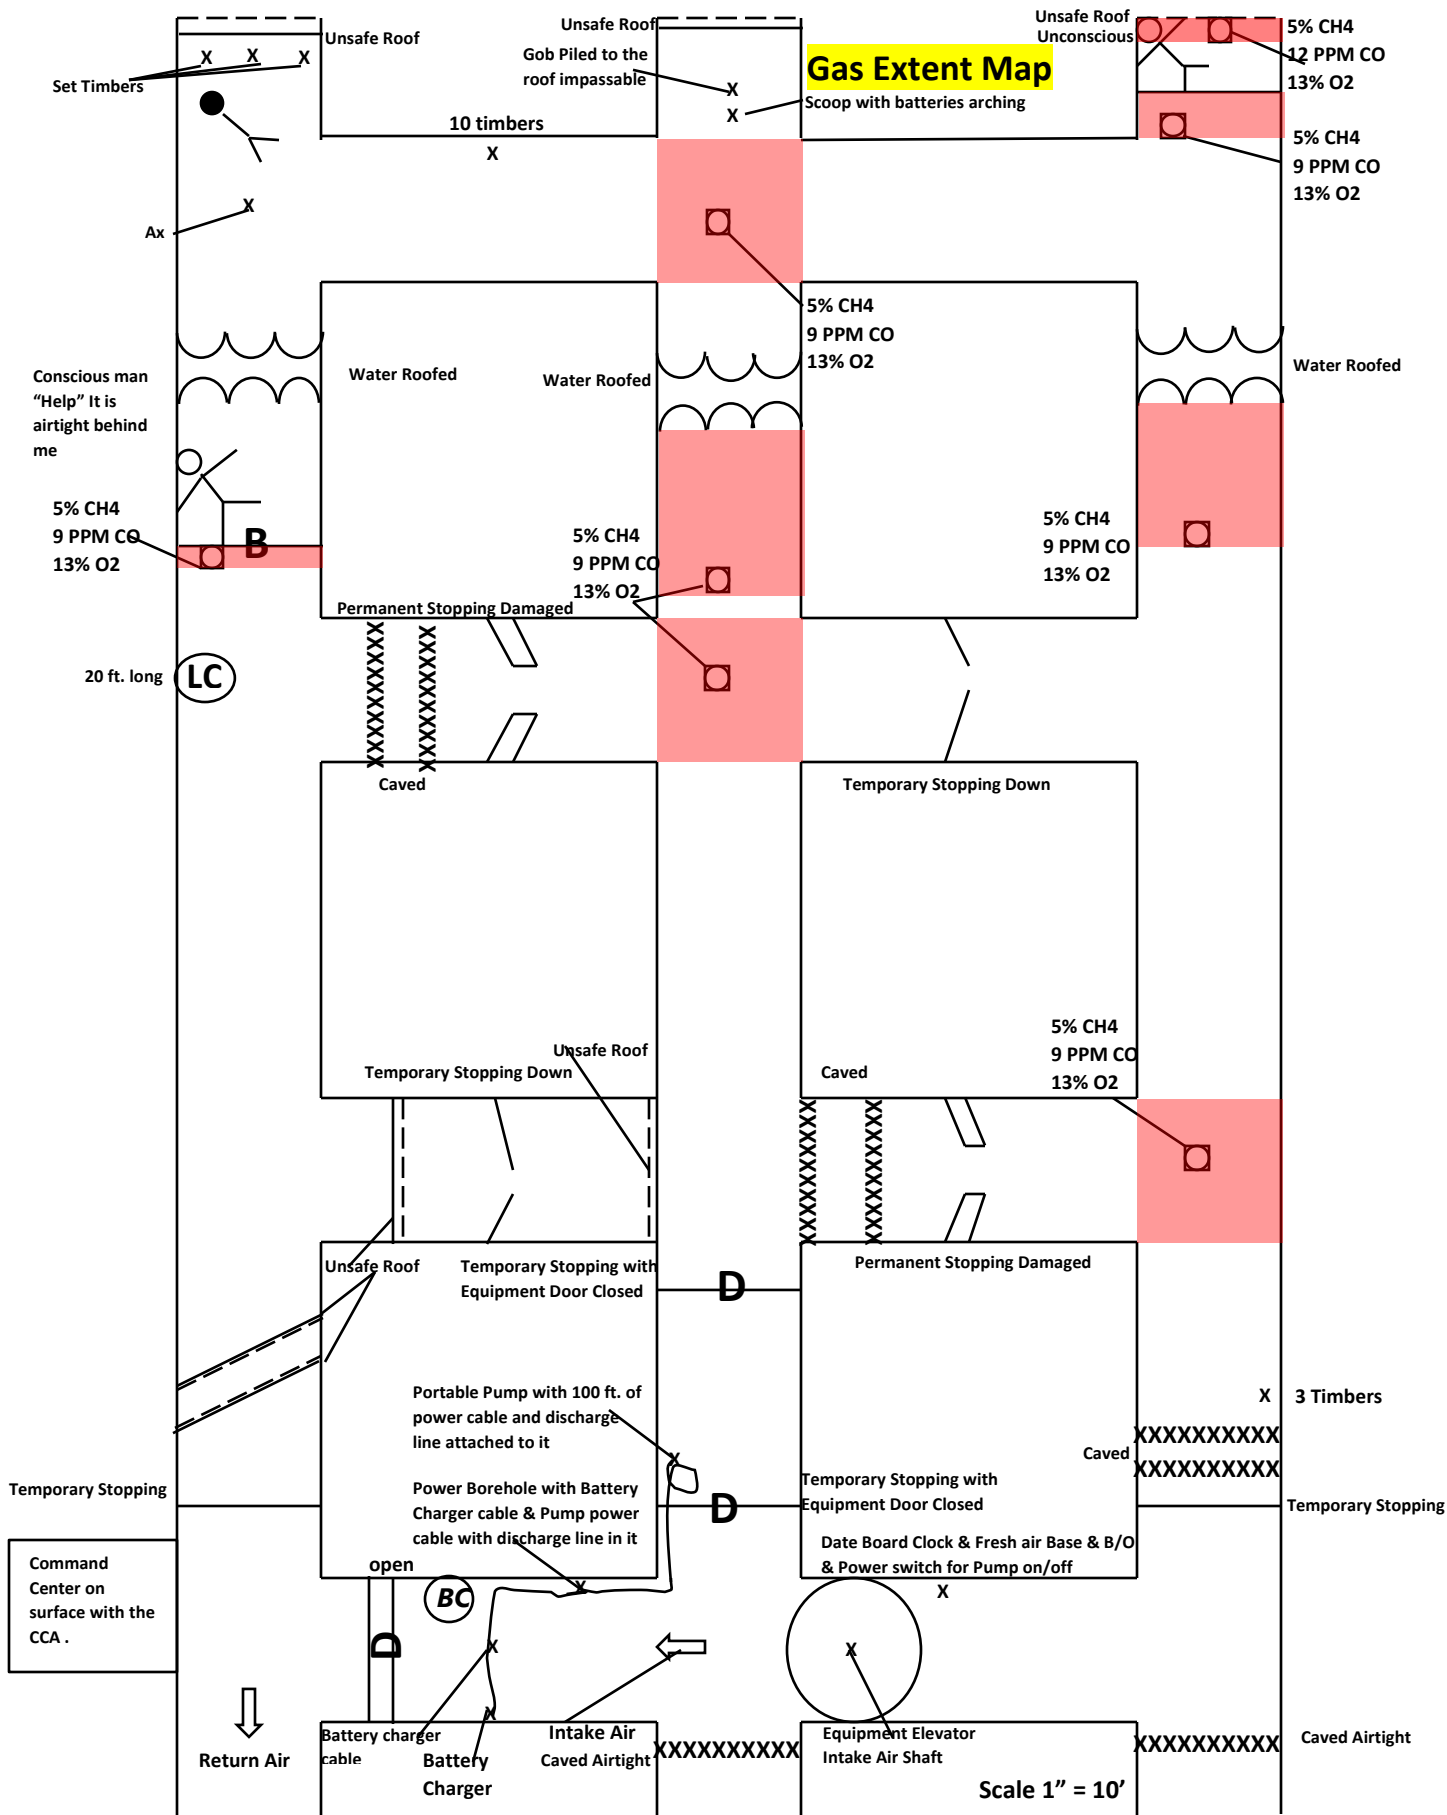 Unsafe Roof
Unsafe Roof
Unsafe Roof
Unconscious
5% CH4
12 PPM CO
13% O2
X X X
Set Timbers
Gob Piled to the
roof impassable
Gas Extent Map
X
X
Scoop with batteries arching
10 timbers
X
5% CH4
9 PPM CO
13% O2
X
Ax
5% CH4
9 PPM CO
13% O2
Conscious man
“Help” It is
airtight behind
me
Water Roofed
Water Roofed
Water Roofed
5% CH4
9 PPM CO
13% O2
B
5% CH4
9 PPM CO
13% O2
5% CH4
9 PPM CO
13% O2
Permanent Stopping Damaged
XXXXXXXXXXXX
XXXXXXXXXXXX
20 ft. long
LC
Caved
Temporary Stopping Down
5% CH4
9 PPM CO
13% O2
Unsafe Roof
Temporary Stopping Down
Caved
XXXXXXXXXXXX
XXXXXXXXXXXX
Unsafe Roof
Temporary Stopping with
Equipment Door Closed
D
Permanent Stopping Damaged
Portable Pump with 100 ft. of
power cable and discharge
line attached to it
X
X
3 Timbers
XXXXXXXXXX
Caved
XXXXXXXXXX
Temporary Stopping
Power Borehole with Battery
Charger cable & Pump power
cable with discharge line in it
D
Temporary Stopping with
Equipment Door Closed
Temporary Stopping
Command
Center on
surface with the
CCA .
open
BC
X
Date Board Clock & Fresh air Base & B/O
& Power switch for Pump on/off
X
D
X
X
X
Return Air
Battery charger
cable
Battery
Charger
Intake Air
Caved Airtight
XXXXXXXXXX
Equipment Elevator
Intake Air Shaft
XXXXXXXXXX
Caved Airtight
Scale 1” = 10’